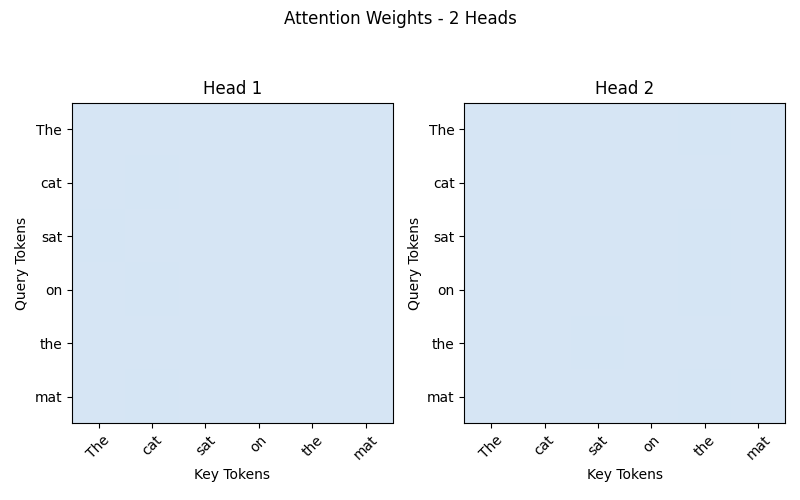 Attention Weights - 2 Heads
Head 1
The
cat
sat
on
the
mat
Query Tokens
The cat sat on the mat
Key Tokens
Head 2
The
cat
sat
on
the
mat
Query Tokens
The cat sat on the mat
Key Tokens